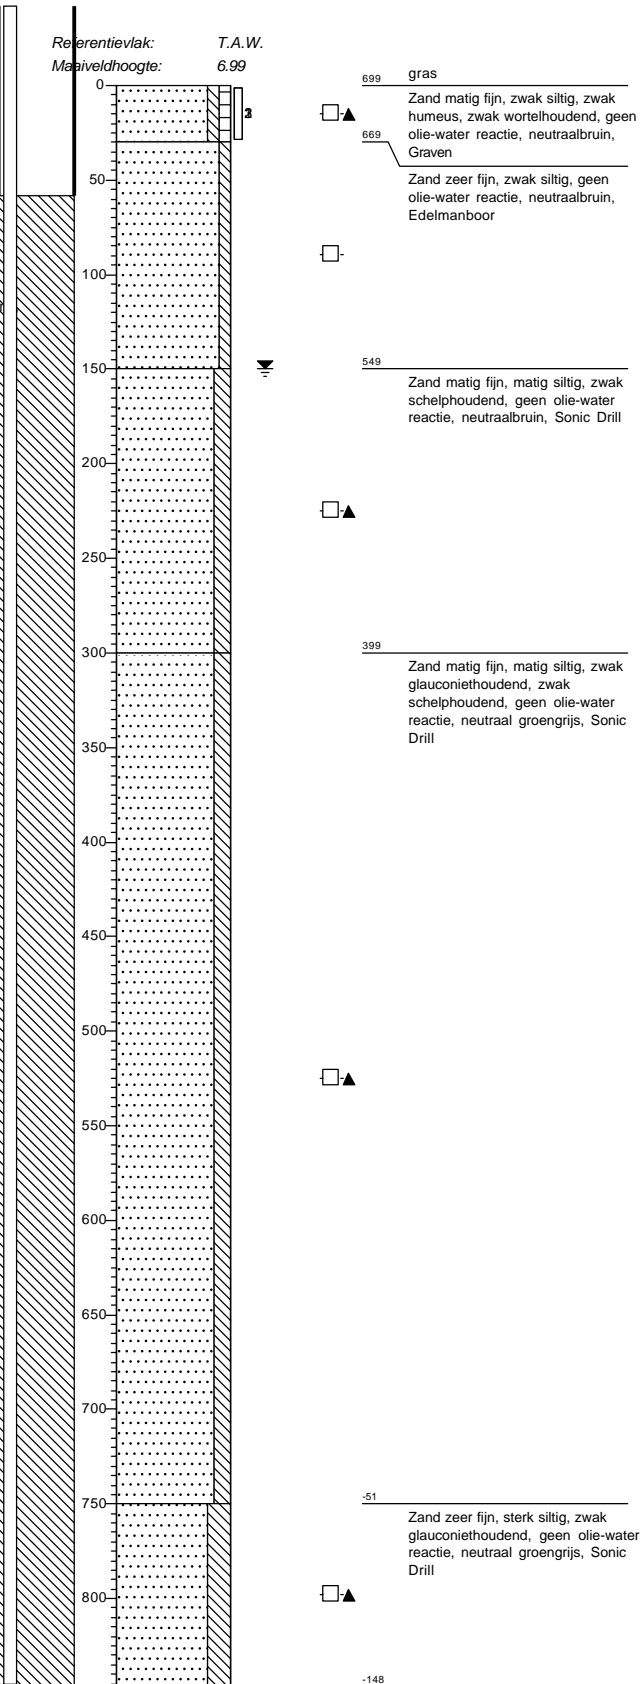 Referentievlak: T.A.W.
Maaiveldhoogte: 6.99
0
50
100
150
200
250
300
350
400
450
500
550
600
650
700
750
800
699 gras
Zand matig fijn, zwak siltig, zwak
humeus, zwak wortelhoudend, geen
olie-water reactie, neutraalbruin,
Graven
669
Zand zeer fijn, zwak siltig, geen
olie-water reactie, neutraalbruin,
Edelmanboor
549
Zand matig fijn, matig siltig, zwak
schelphoudend, geen olie-water
reactie, neutraalbruin, Sonic Drill
399
Zand matig fijn, matig siltig, zwak
glauconiethoudend, zwak
schelphoudend, geen olie-water
reactie, neutraal groengrijs, Sonic
Drill
-51
Zand zeer fijn, sterk siltig, zwak
glauconiethoudend, geen olie-water
reactie, neutraal groengrijs, Sonic
Drill
-148